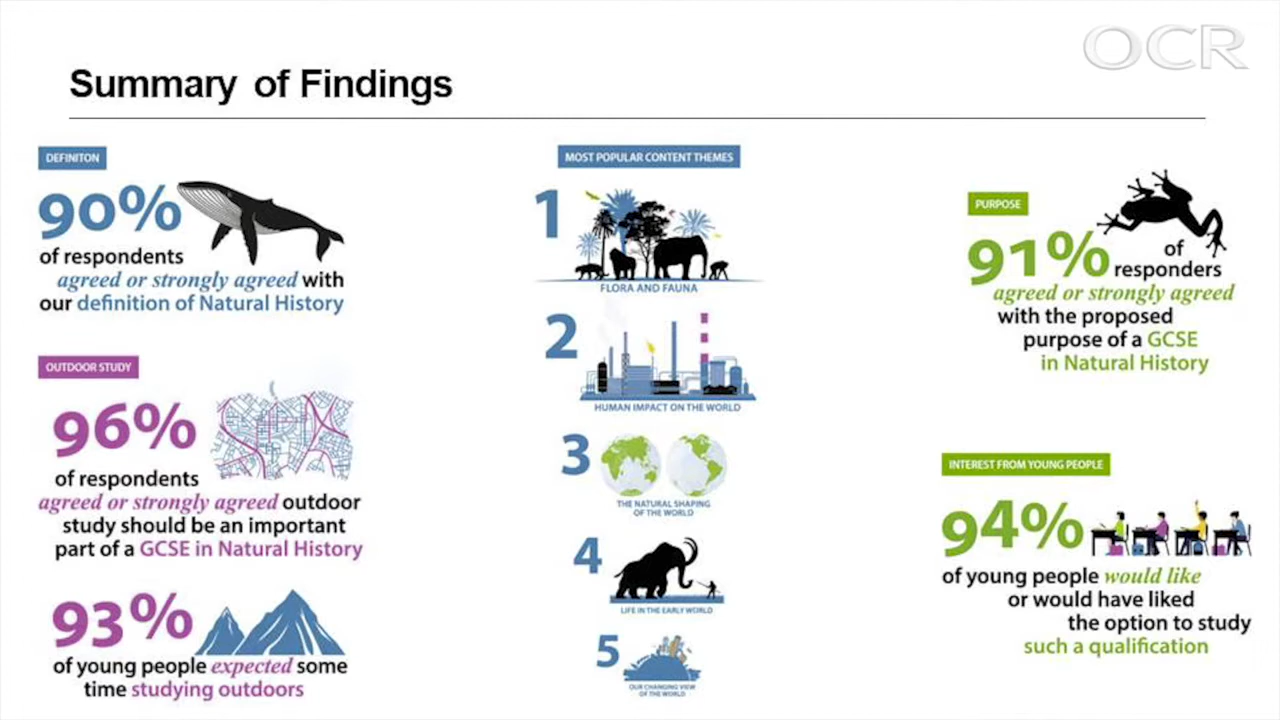 OCR
Summary of Findings
DEFINITON
90%
of respondents
agreed or strongly agreed with
our definition of Natural History
OUTDOOR STUDY
96%
of respondents
agreed or strongly agreed outdoor
study should be an important
part of a GCSE in Natural History
93%
of young people expected some
time studying outdoors
MOST POPULAR CONTENT THEMES
1
FLORA AND FAUNA
2
HUMAN IMPACT ON THE WORLD
3
THE NATURAL SHAPING
OF THE WORLD
4
LIFE IN THE EARLY WORLD
5
OUR CHANGING VIEW
OF THE WORLD
PURPOSE
91% of
responders
agreed or strongly agreed
with the proposed
purpose of a GCSE
in Natural History
INTEREST FROM YOUNG PEOPLE
94%
of young people would like
or would have liked
the option to study
such a qualification